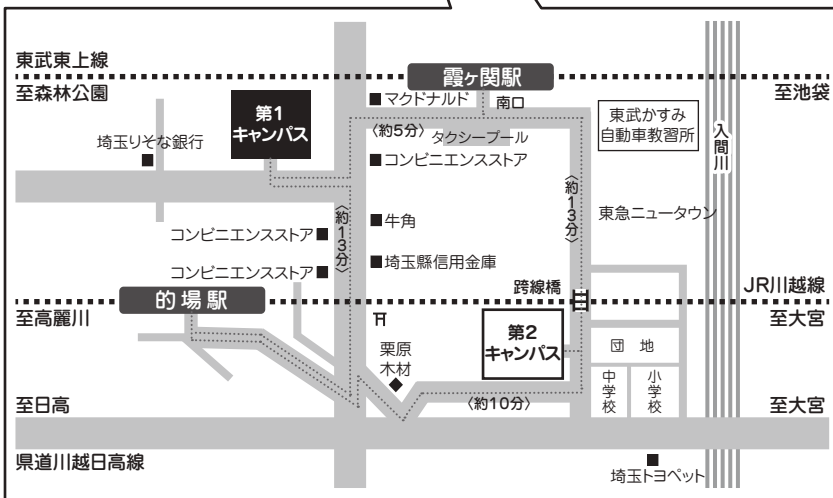 東武東上線
霞ヶ関駅
至森林公園
至池袋
マクドナルド
南口
第1
キャンパス
〈約5分〉
タクシープール
東武かすみ
自動車教習所
入間川
埼玉りそな銀行
コンビニエンスストア
〈約13分〉
〈約13分〉
牛角
東急ニュータウン
コンビニエンスストア
埼玉縣信用金庫
コンビニエンスストア
跨線橋
JR川越線
的場駅
至高麗川
至大宮
第2
キャンパス
栗原
木材
団地
中学校
小学校
至日高
〈約10分〉
至大宮
県道川越日高線
埼玉トヨペット